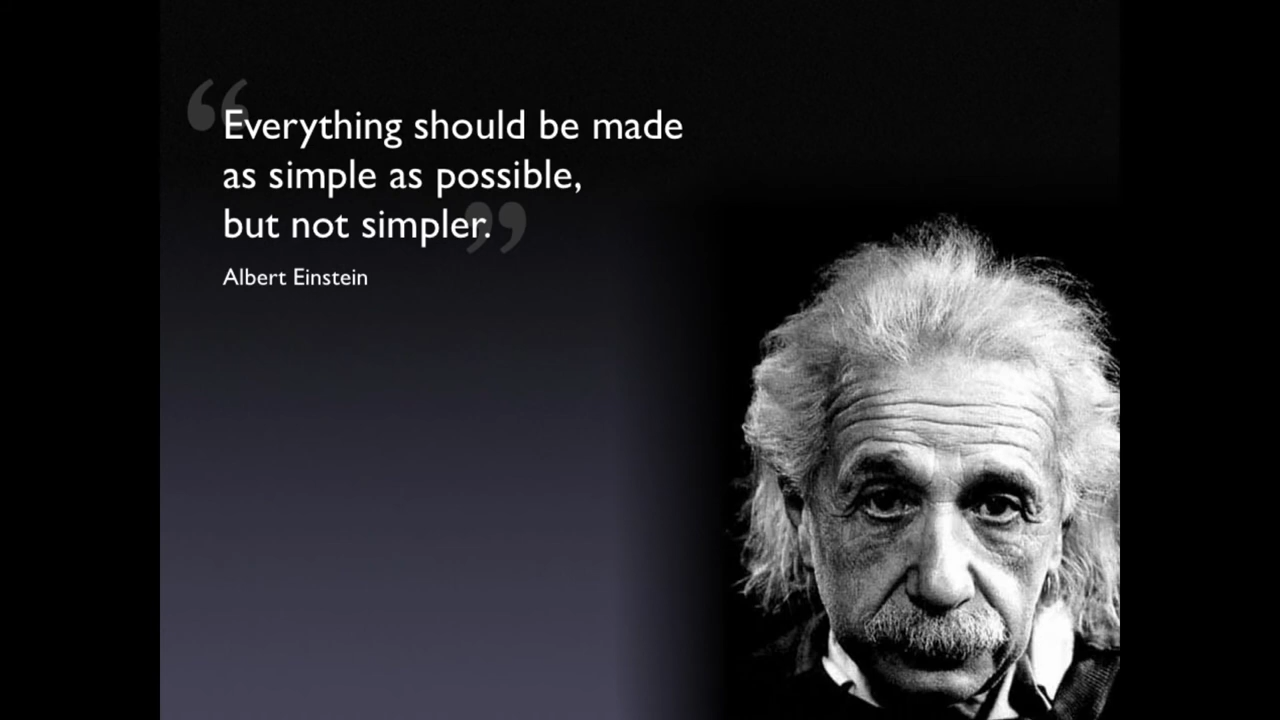 “Everything should be made
as simple as possible,
but not simpler.”
Albert Einstein